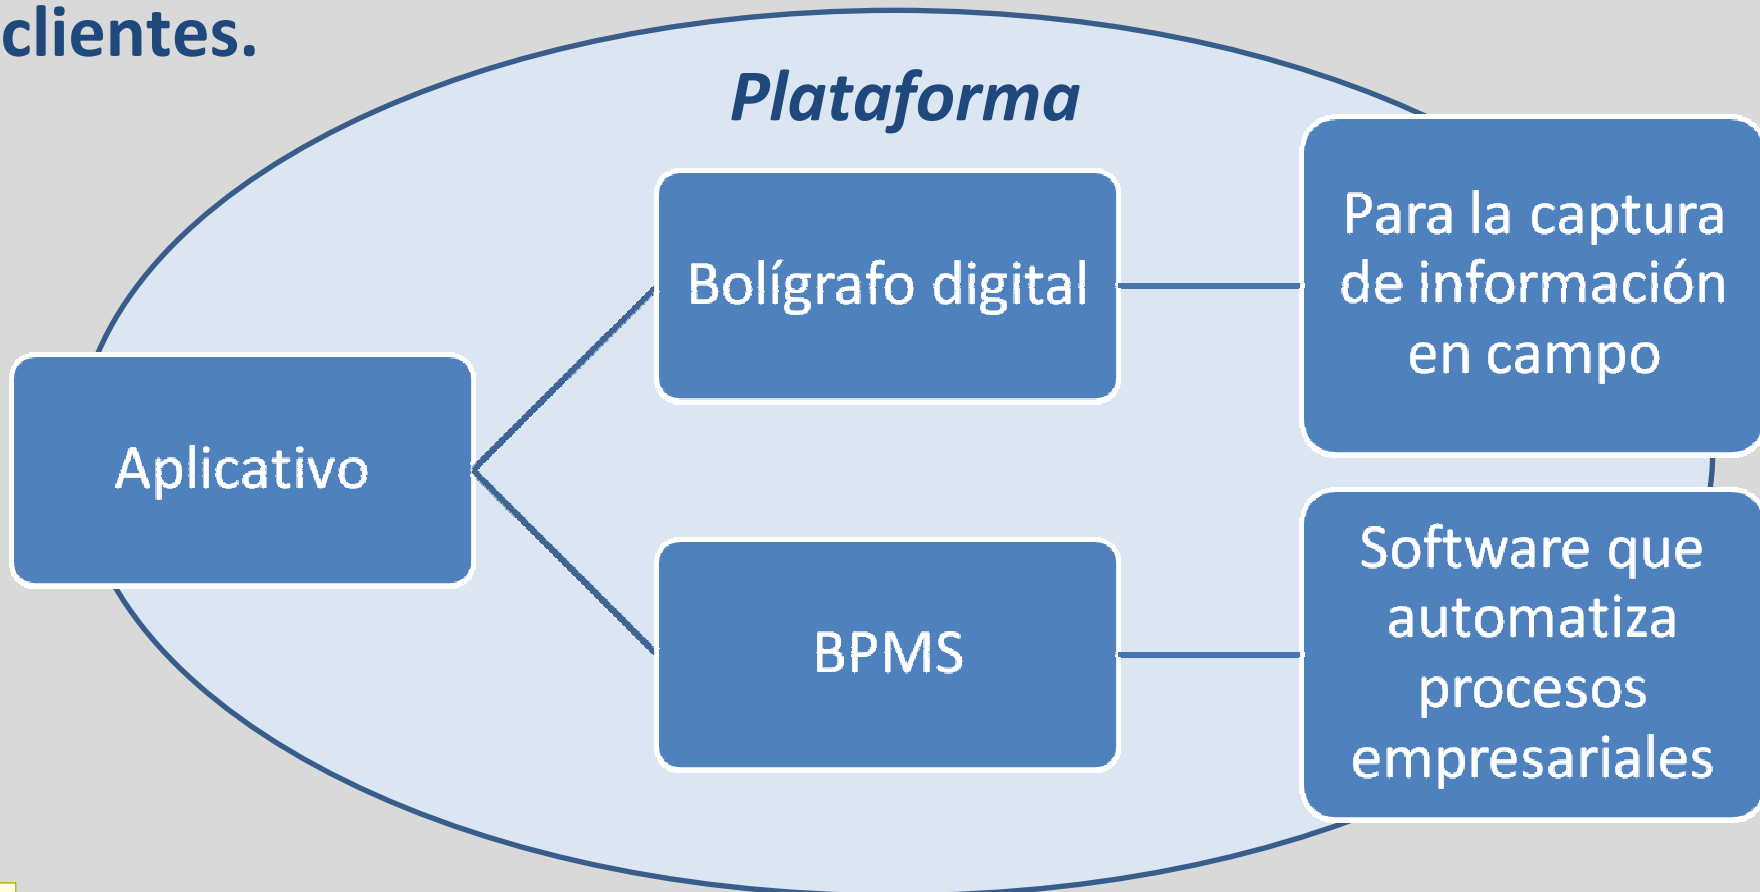 clientes.
Plataforma
Aplicativo
Bolígrafo digital
Para la captura
de información
en campo
BPMS
Software que
automatiza
procesos
empresariales